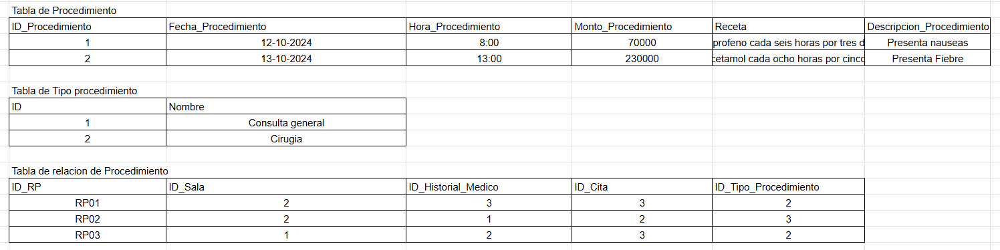 Tabla de Procedimiento
ID_Procedimiento Fecha_Procedimiento Hora_Procedimiento Monto_Procedimiento Receta Descripcion_Procedimiento
1 12-10-2024 8:00 70000 profeno cada seis horas por tres d Presenta nauseas
2 13-10-2024 13:00 230000 cetamol cada ocho horas por cinco Presenta Fiebre
Tabla de Tipo procedimiento
ID Nombre
1 Consulta general
2 Cirugia
Tabla de relacion de Procedimiento
ID_RP ID_Sala ID_Historial_Medico ID_Cita ID_Tipo_Procedimiento
RP01 2 3 3 2
RP02 2 1 2 3
RP03 1 2 3 2